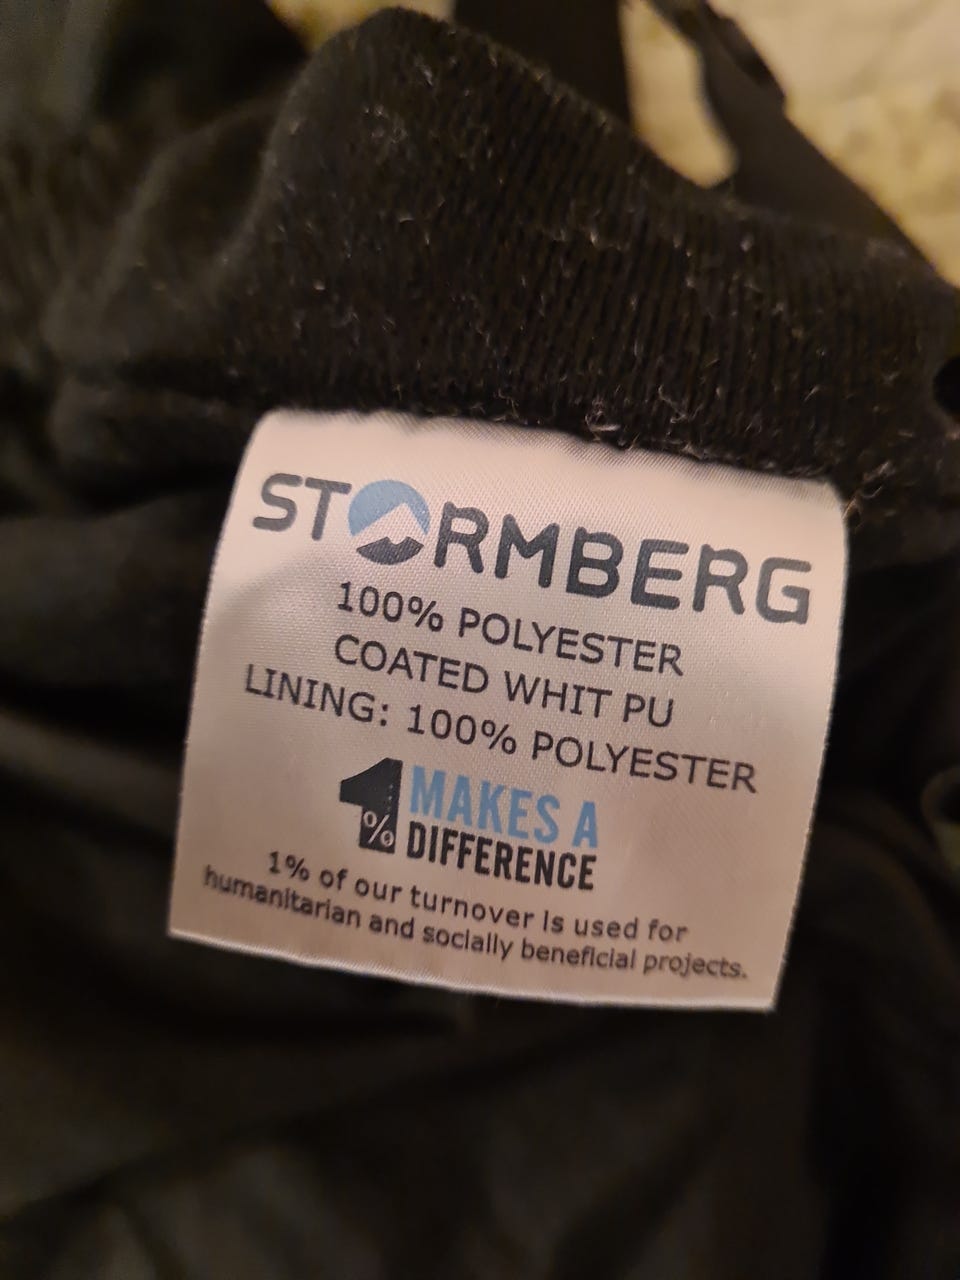 STORMBERG
100% POLYESTER
COATED WHIT PU
LINING: 100% POLYESTER
1% MAKES A
DIFFERENCE
1% of our turnover is used for
humanitarian and socially beneficial projects.